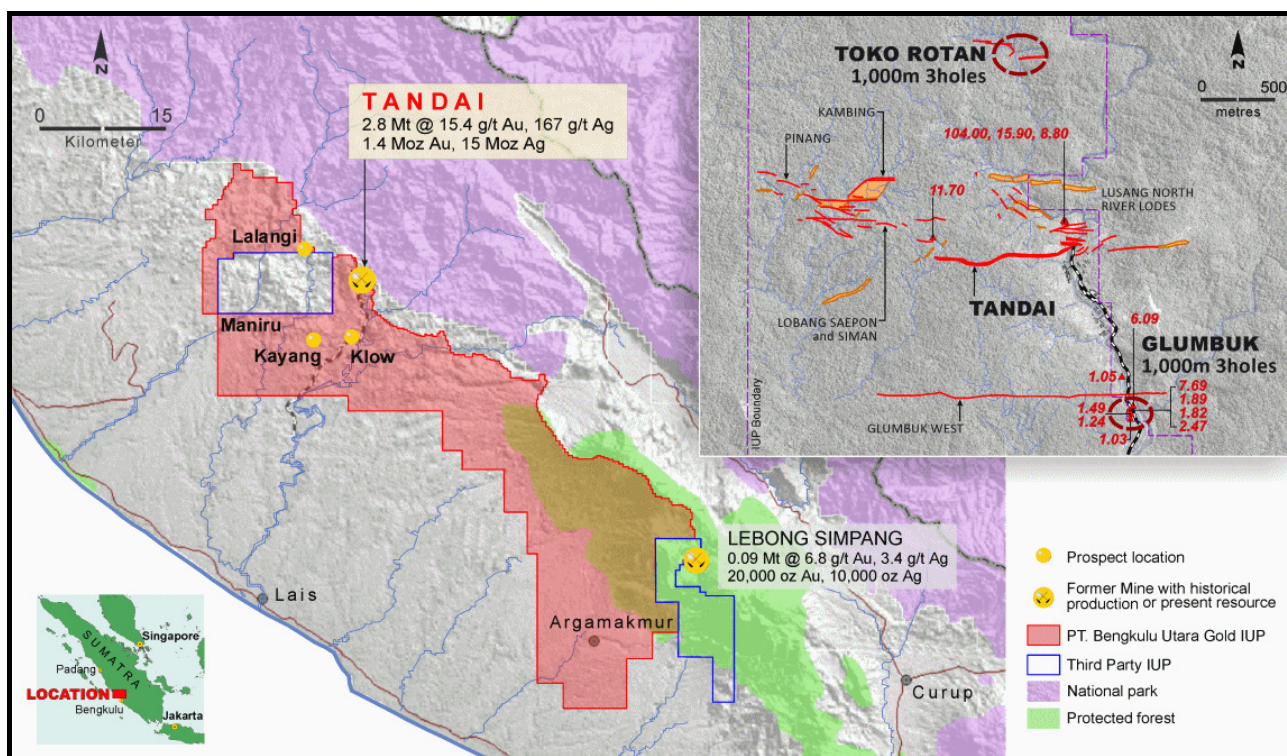 N
0 15
Kilometer
TANDAI
2.8 Mt @ 15.4 g/t Au, 167 g/t Ag
1.4 Moz Au, 15 Moz Ag
Lalangi
Maniru
Kayang
Klow
LEBONG SIMPANG
0.09 Mt @ 6.8 g/t Au, 3.4 g/t Ag
20,000 oz Au, 10,000 oz Ag
Lais
Argamakmur
Curup
SUMATRA
Singapore
Padang
LOCATION
Bengkulu
Jakarta
TOKO ROTAN
1,000m 3holes
N
0 500
metres
KAMBING
PINANG
104.00, 15.90, 8.80
11.70
LUSANG NORTH
RIVER LODES
LOBANG SAEPON
and SIMAN
TANDAI
6.09
GLUMBUK
1,000m 3holes
IUP Boundary
1.05
7.69
1.89
1.82
2.47
1.49
1.24
1.03
GLUMBUK WEST
Prospect location
Former Mine with historical
production or present resource
PT. Bengkulu Utara Gold IUP
Third Party IUP
National park
Protected forest